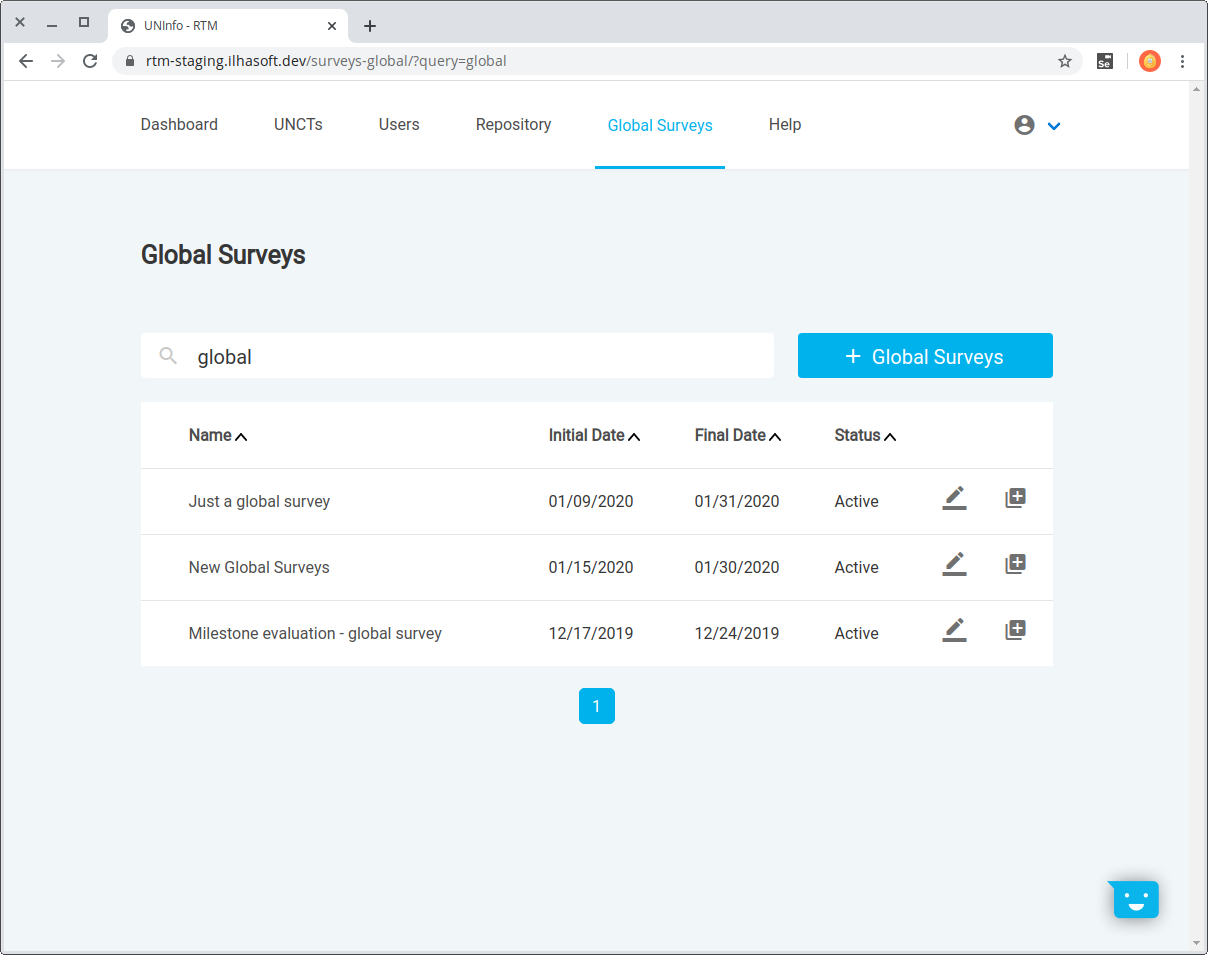 UNInfo - RTM
rtm-staging.ilhasoft.dev/surveys-global/?query=global
Se
Dashboard UNCTs Users Repository Global Surveys Help
Global Surveys
global + Global Surveys
Name Initial Date Final Date Status
Just a global survey 01/09/2020 01/31/2020 Active
New Global Surveys 01/15/2020 01/30/2020 Active
Milestone evaluation - global survey 12/17/2019 12/24/2019 Active
1